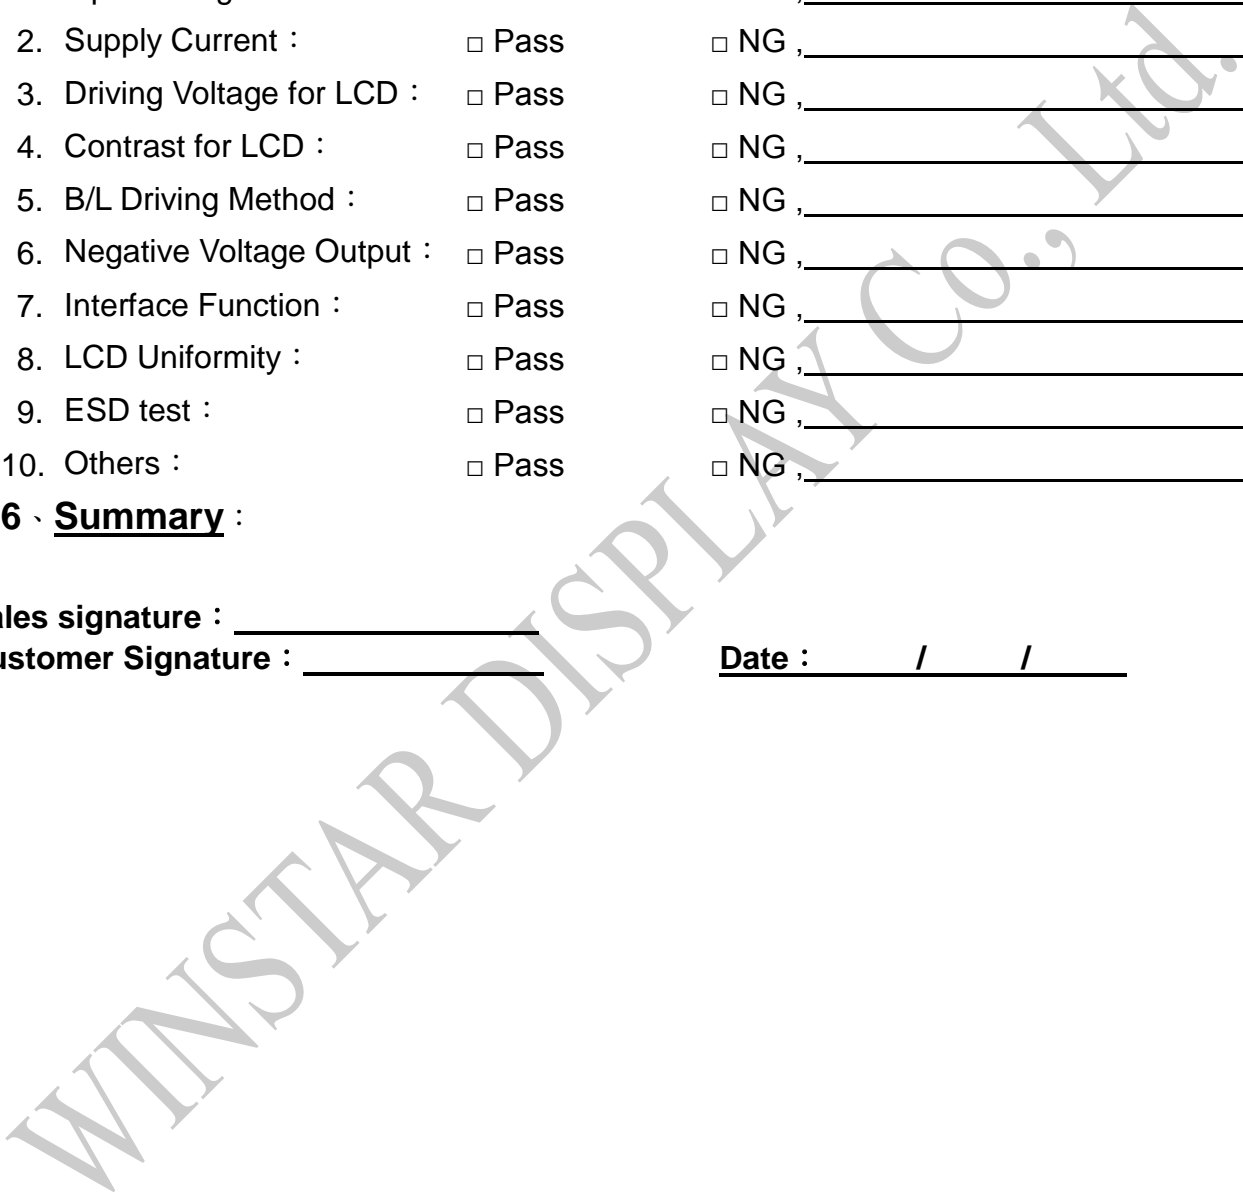 2. Supply Current： □ Pass □ NG ,
3. Driving Voltage for LCD： □ Pass □ NG ,
4. Contrast for LCD： □ Pass □ NG ,
5. B/L Driving Method： □ Pass □ NG ,
6. Negative Voltage Output： □ Pass □ NG ,
7. Interface Function： □ Pass □ NG ,
8. LCD Uniformity： □ Pass □ NG ,
9. ESD test： □ Pass □ NG ,
10. Others： □ Pass □ NG ,
6、Summary：
ales signature：
ustomer Signature： Date： / /
WINSTAR DISPLAY Co., Ltd.